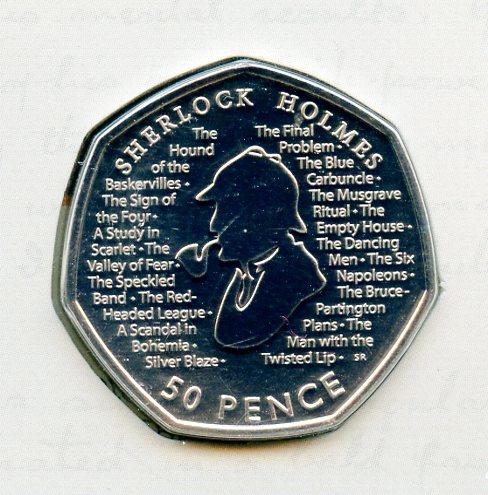 SHERLOCK HOLMES
The
Hound
of the
Baskervilles •
The Sign of
the Four •
A Study in
Scarlet • The
Valley of Fear •
The Speckled
Band • The Red-
Headed League •
A Scandal in
Bohemia •
Silver Blaze •
The Final
Problem •
The Blue
Carbuncle •
The Musgrave
Ritual • The
Empty House •
The Dancing
Men • The Six
Napoleons •
The Bruce-
Partington
Plans • The
Man with the
Twisted Lip • SR
50 PENCE